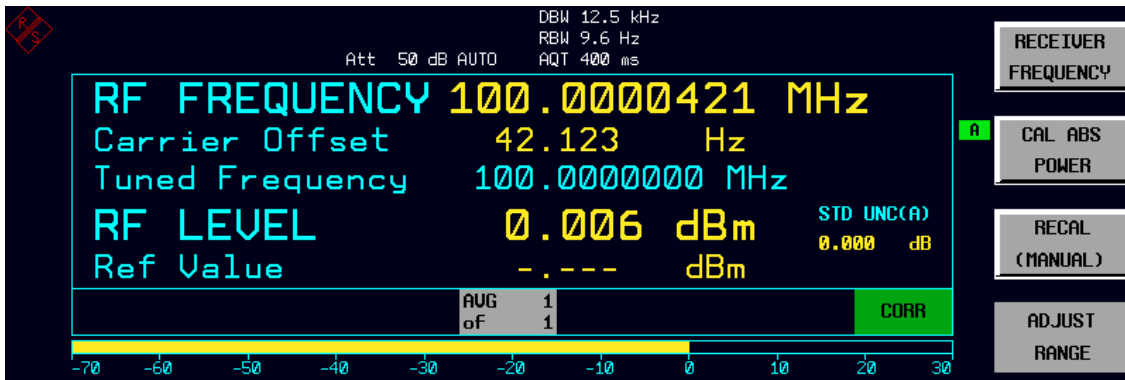 R S
DBW 12.5 kHz
RBW 9.6 Hz
Att 50 dB AUTO AQT 400 ms
RF FREQUENCY 100.0000421 MHz
Carrier Offset 42.123 Hz
Tuned Frequency 100.0000000 MHz
RF LEVEL 0.006 dBm
STD UNC(A)
0.000 dB
Ref Value -.--- dBm
AVG 1
of 1
CORR
-70 -60 -50 -40 -30 -20 -10 0 10 20 30
A
RECEIVER
FREQUENCY
CAL ABS
POWER
RECAL
(MANUAL)
ADJUST
RANGE